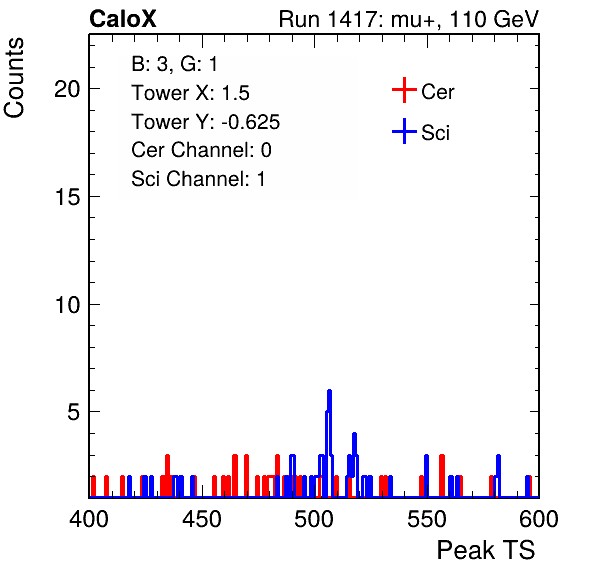 CaloX
Run 1417: mu+, 110 GeV
Counts
B: 3, G: 1
Tower X: 1.5
Tower Y: -0.625
Cer Channel: 0
Sci Channel: 1
Cer
Sci
20
15
10
5
400 450 500 550 600
Peak TS